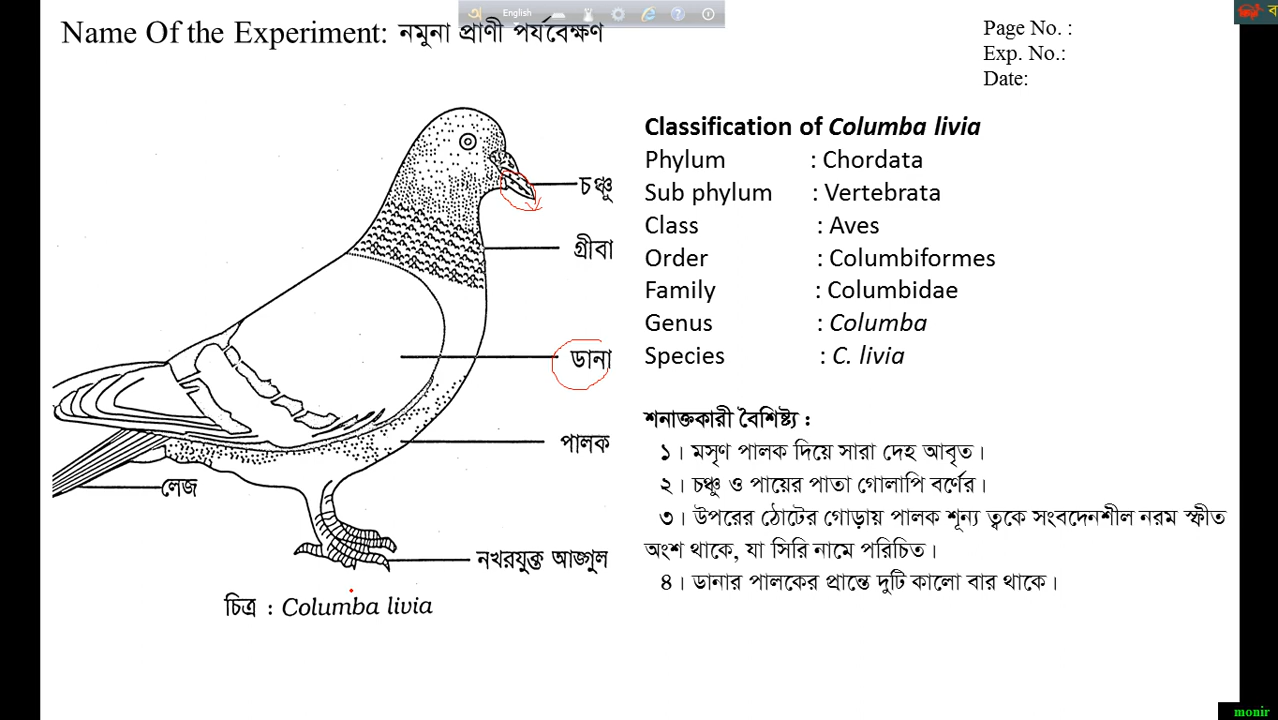 English
ব
Name Of the Experiment: নমুনা প্রাণী পর্যবেক্ষণ
Page No. :
Exp. No.:
Date:
চঞ্চু
গ্রীবা
ডানা
পালক
লেজ
নখরযুক্ত আঙ্গুল
চিত্র : Columba livia
Classification of Columba livia
Phylum : Chordata
Sub phylum : Vertebrata
Class : Aves
Order : Columbiformes
Family : Columbidae
Genus : Columba
Species : C. livia
শনাক্তকারী বৈশিষ্ট্য :
১। মসৃণ পালক দিয়ে সারা দেহ আবৃত।
২। চঞ্চু ও পায়ের পাতা গোলাপি বর্ণের।
৩। উপরের ঠোটের গোড়ায় পালক শূন্য ত্বকে সংবদেনশীল নরম স্ফীত
অংশ থাকে, যা সিরি নামে পরিচিত।
৪। ডানার পালকের প্রান্তে দুটি কালো বার থাকে।
monir